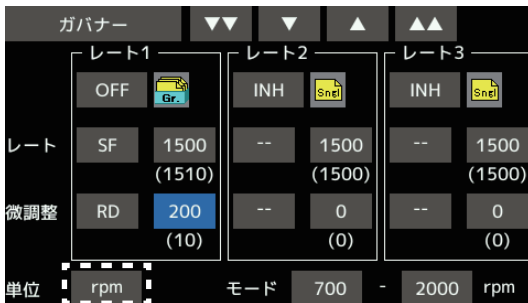 ガバナー ▼▼ ▼ ▲ ▲▲
レート1 レート2 レート3
OFF Gr. INH Sngl INH Sngl
レート SF 1500 -- 1500 -- 1500
(1510) (1500) (1500)
微調整 RD 200 -- 0 -- 0
(10) (0) (0)
単位 rpm モード 700 - 2000 rpm